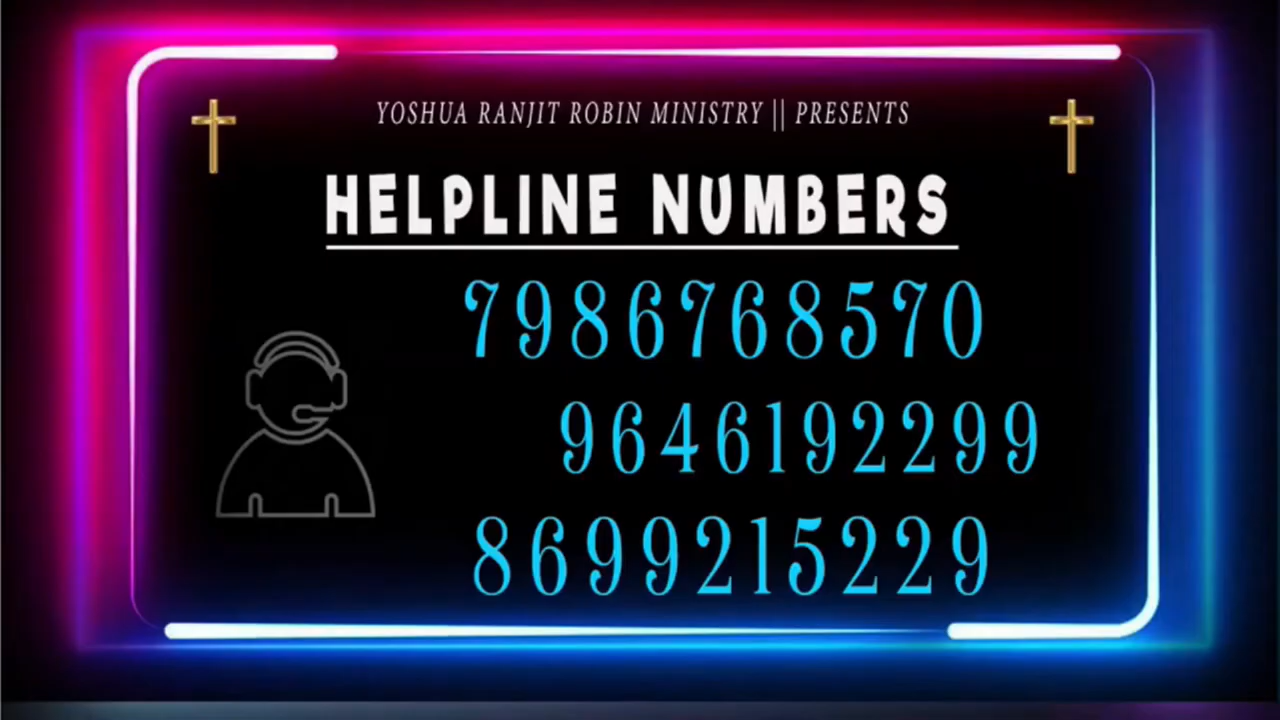 YOSHUA RANJIT ROBIN MINISTRY || PRESENTS
HELPLINE NUMBERS
7986768570
9646192299
8699215229